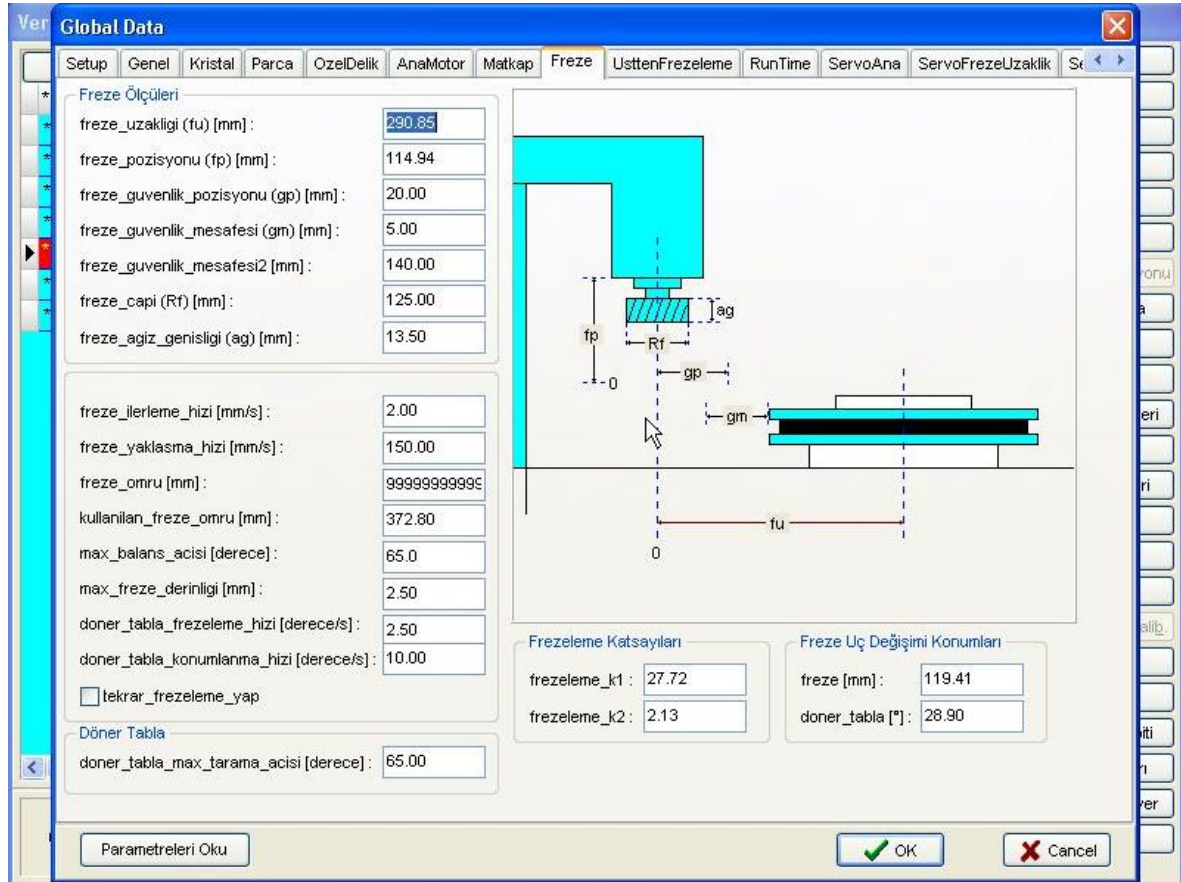 Ver
Global Data
Setup Genel Kristal Parca OzelDelik AnaMotor Matkap Freze UsttenFrezeleme RunTime ServoAna ServoFrezeUzaklik
Freze Ölçüleri
freze_uzakligi (fu) [mm] : 290.85
freze_pozisyonu (fp) [mm] : 114.94
freze_guvenlik_pozisyonu (gp) [mm] : 20.00
freze_guvenlik_mesafesi (gm) [mm] : 5.00
freze_guvenlik_mesafesi2 [mm] : 140.00
freze_capi (Rf) [mm] : 125.00
freze_agiz_genisligi (ag) [mm] : 13.50
freze_ilerleme_hizi [mm/s] : 2.00
freze_yaklasma_hizi [mm/s] : 150.00
freze_omru [mm] : 99999999999
kullanilan_freze_omru [mm] : 372.80
max_balans_acisi [derece] : 65.0
max_freze_derinligi [mm] : 2.50
doner_tabla_frezeleme_hizi [derece/s] : 2.50
doner_tabla_konumlanma_hizi [derece/s] : 10.00
tekrar_frezeleme_yap
Döner Tabla
doner_tabla_max_tarama_acisi [derece] : 65.00
ag
fp
Rf
gp
0
gm
fu
0
Frezeleme Katsayıları
frezeleme_k1 : 27.72
frezeleme_k2 : 2.13
Freze Uç Değişimi Konumları
freze [mm] : 119.41
doner_tabla [°] : 28.90
Parametreleri Oku
OK
Cancel